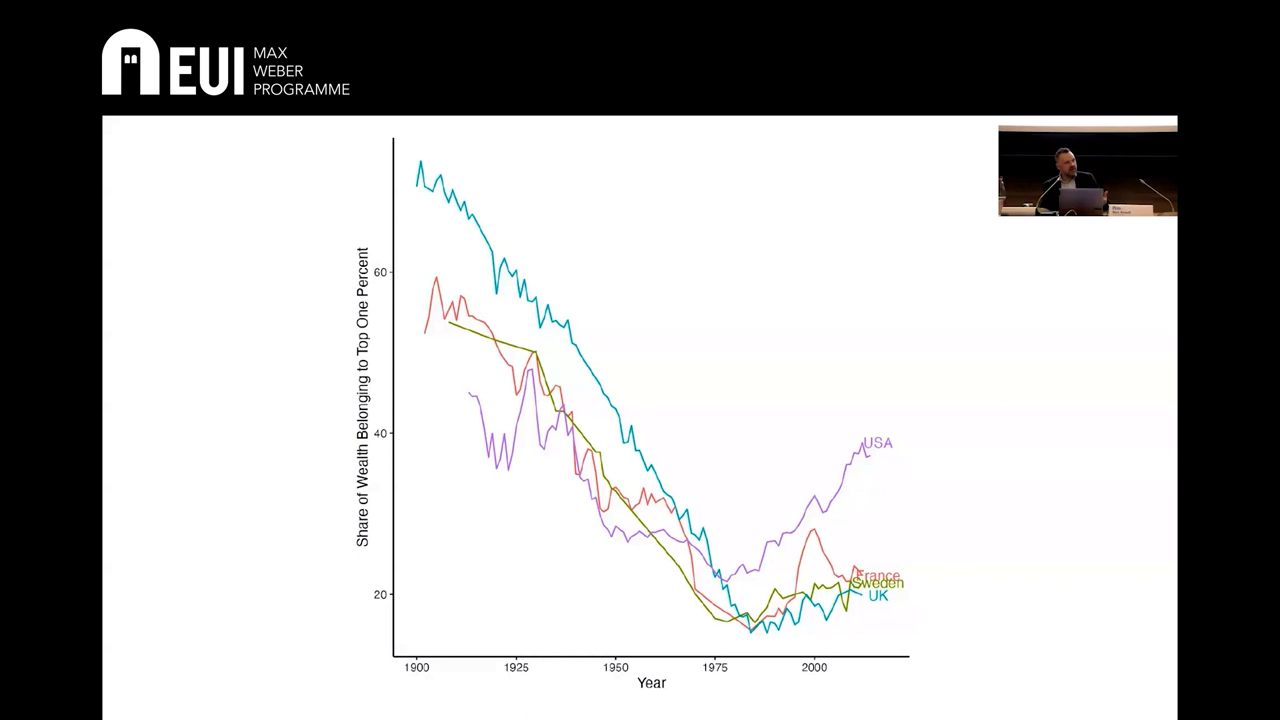 EUI
MAX
WEBER
PROGRAMME
Share of Wealth Belonging to Top One Percent
60
40
20
USA
France
Sweden
UK
1900
1925
1950
1975
2000
Year